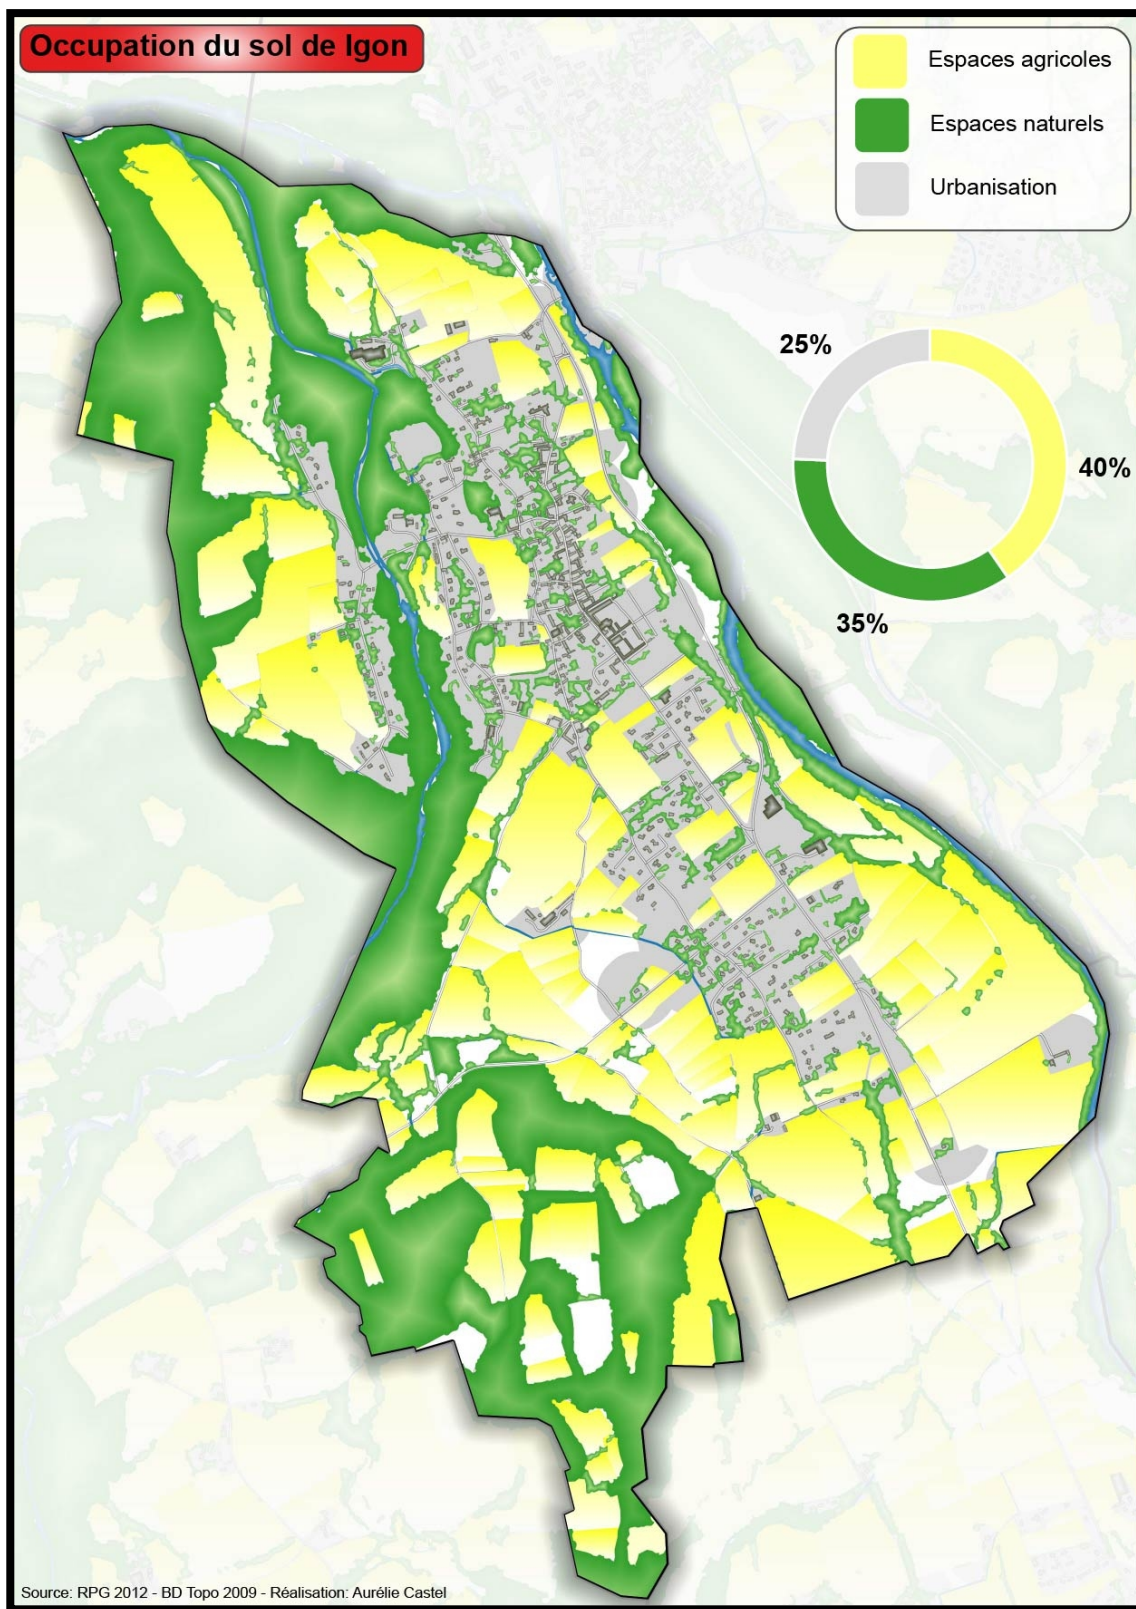 Occupation du sol de Igon
Espaces agricoles
Espaces naturels
Urbanisation
25%
40%
35%
Source: RPG 2012 - BD Topo 2009 - Réalisation: Aurélie Castel